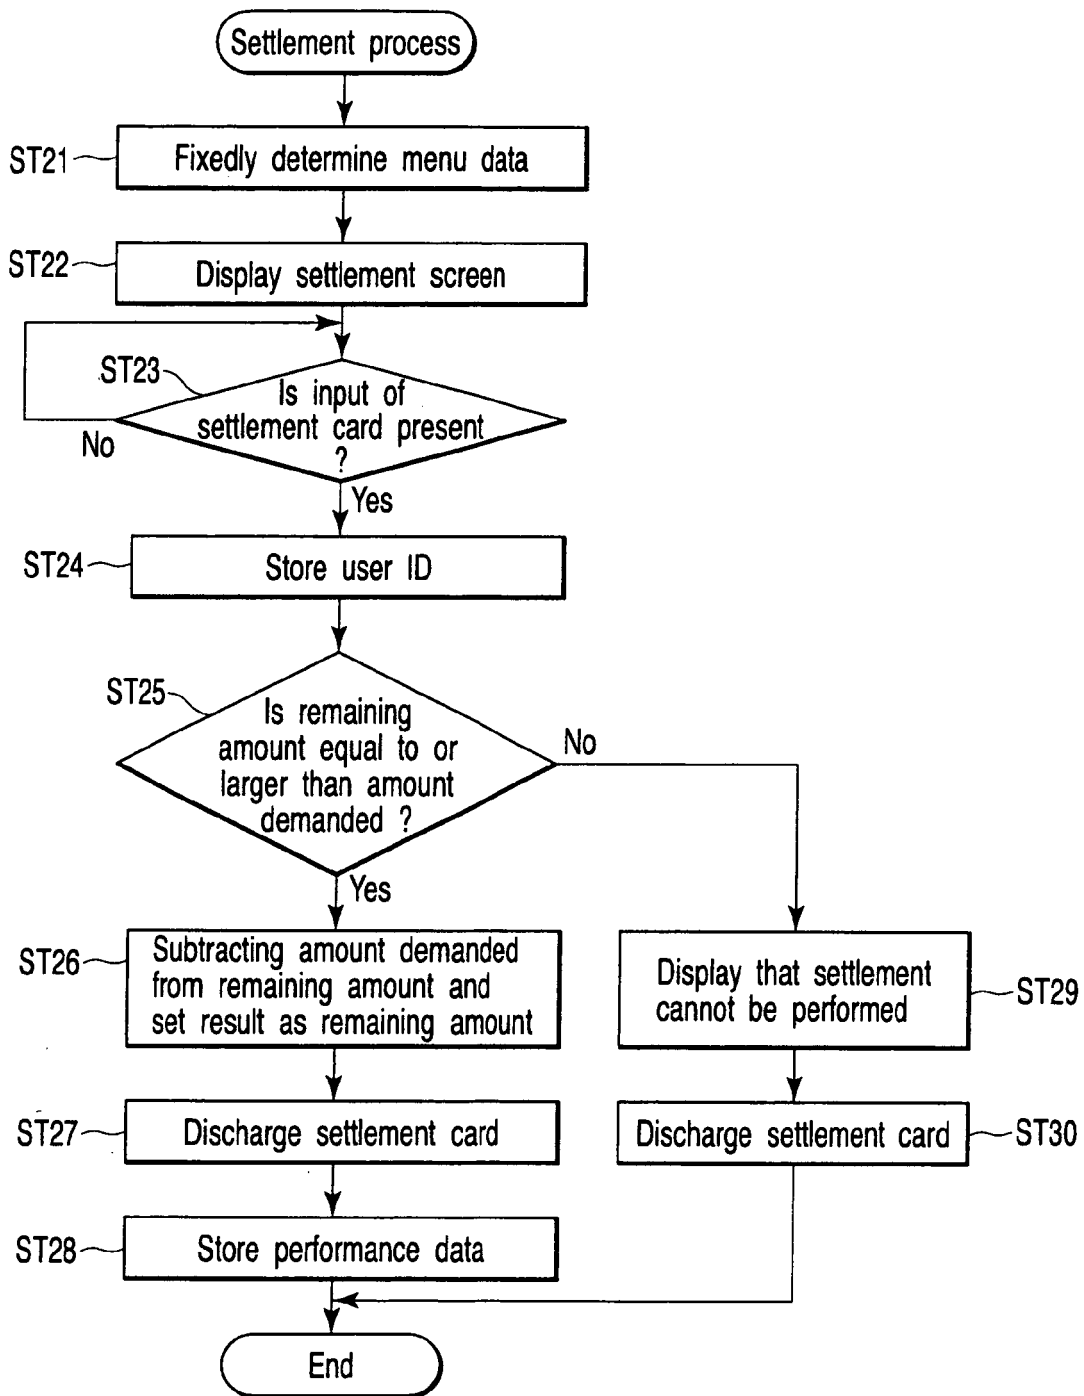 Settlement process
ST21
Fixedly determine menu data
ST22
Display settlement screen
ST23
Is input of
settlement card present
?
No
Yes
ST24
Store user ID
ST25
Is remaining
amount equal to or
larger than amount
demanded ?
No
Yes
ST26
Subtracting amount demanded
from remaining amount and
set result as remaining amount
Display that settlement
cannot be performed
ST29
ST27
Discharge settlement card
Discharge settlement card
ST30
ST28
Store performance data
End